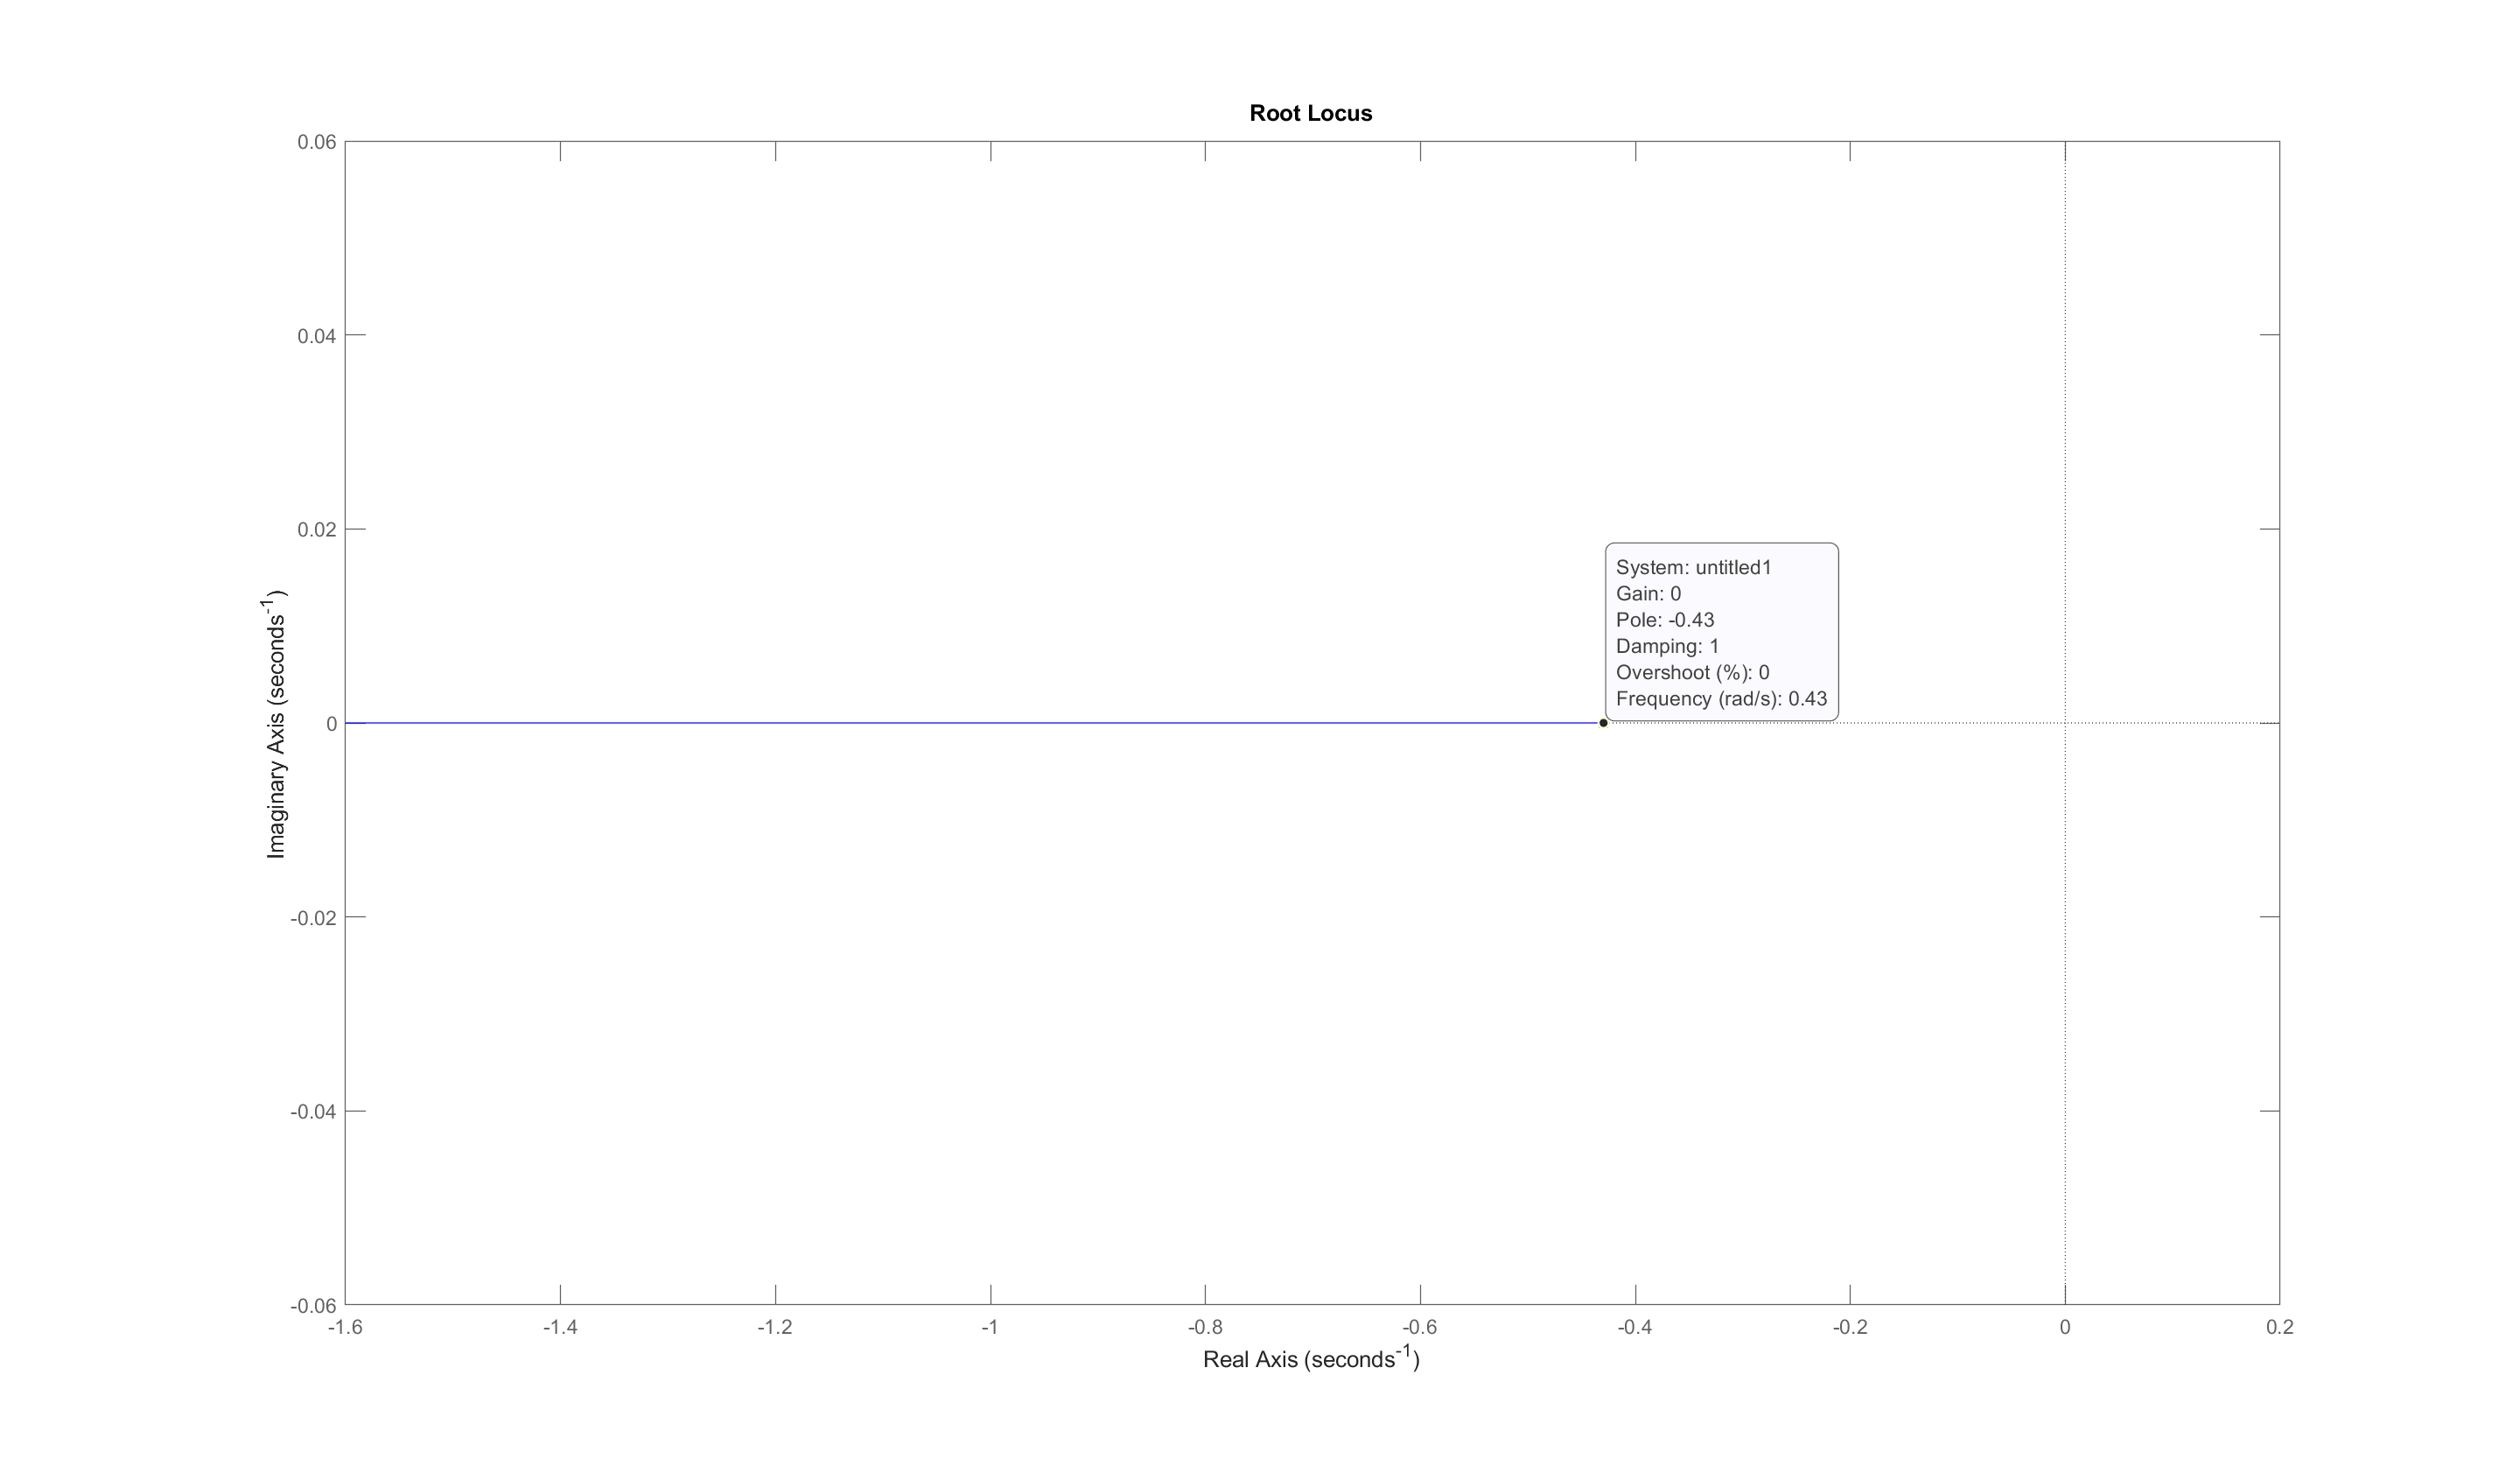 Root Locus
0.06
0.04
0.02
0
-0.02
-0.04
-0.06
Imaginary Axis (seconds⁻¹)
System: untitled1
Gain: 0
Pole: -0.43
Damping: 1
Overshoot (%): 0
Frequency (rad/s): 0.43
-1.6 -1.4 -1.2 -1 -0.8 -0.6 -0.4 -0.2 0 0.2
Real Axis (seconds⁻¹)